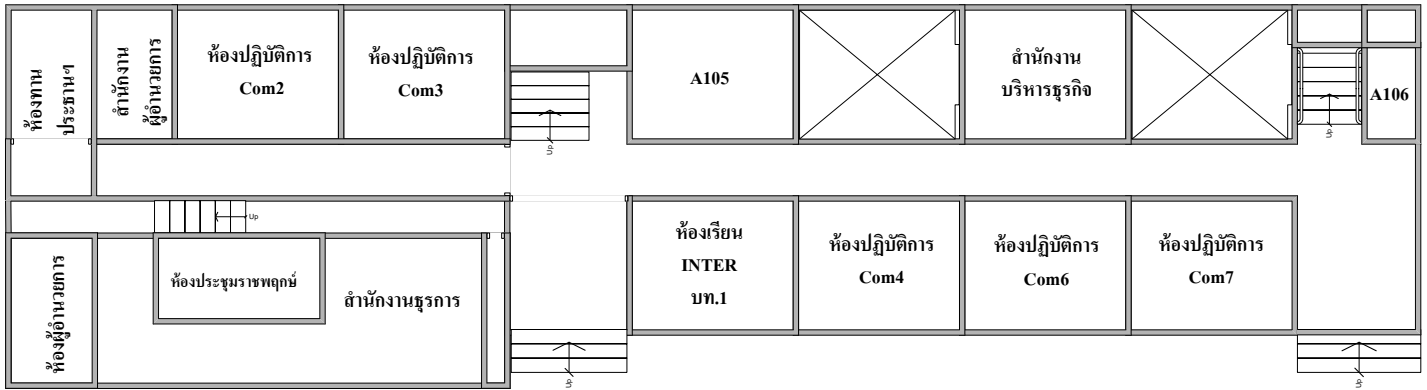 ห้องทาน
ประธานฯ
สำนักงาน
ผู้อำนวยการ
ห้องปฏิบัติการ
Com2
ห้องปฏิบัติการ
Com3
Up
A105
สำนักงาน
บริหารธุรกิจ
Up
A106
Up
ห้องผู้อำนวยการ
ห้องประชุมราชพฤกษ์
สำนักงานธุรการ
ห้องเรียน
INTER
บท.1
ห้องปฏิบัติการ
Com4
ห้องปฏิบัติการ
Com6
ห้องปฏิบัติการ
Com7
Up
Up